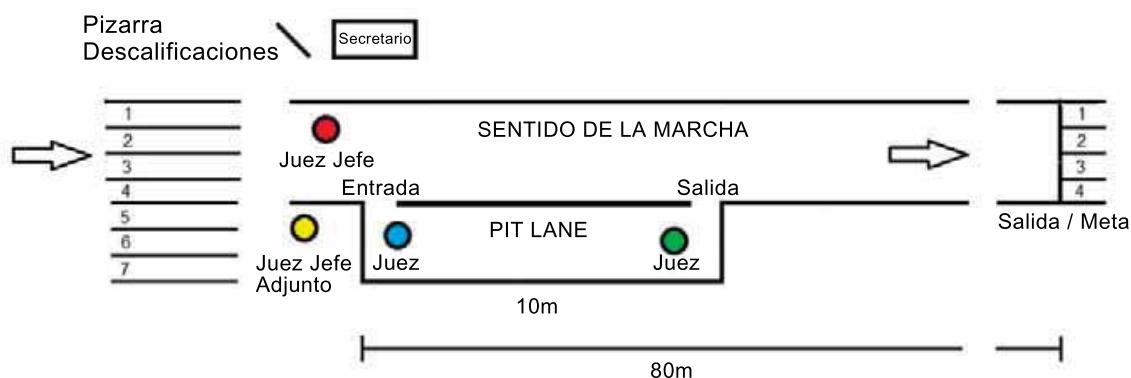 Pizarra
Descalificaciones
Secretario
1
2
3
4
5
6
7
Juez Jefe
SENTIDO DE LA MARCHA
1
2
3
4
Entrada
Salida
Salida / Meta
PIT LANE
Juez Jefe
Adjunto
Juez
Juez
10m
80m